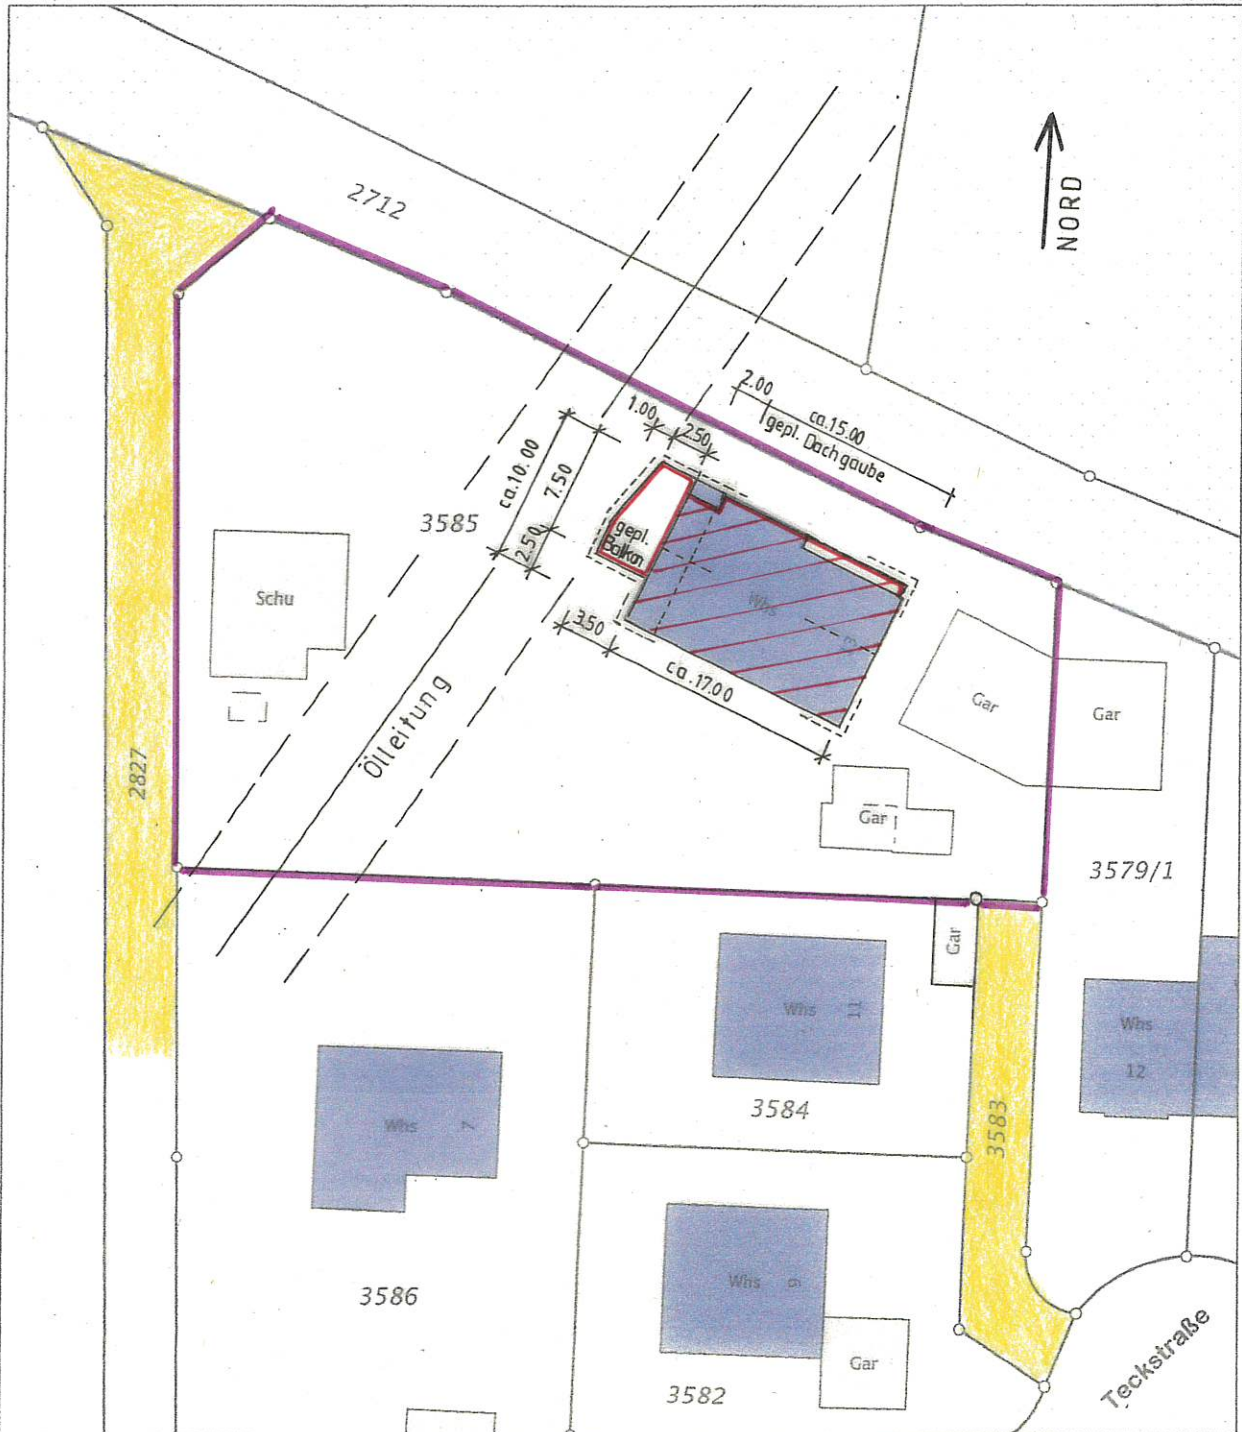 2712
NORD
2.00
ca.15.00
gepl. Dachgaube
1.00
2.50
ca.10.00
7.50
2.50
3585
gepl.
Balkon
Schu
Whs
3.50
ca.17.00
Gar
Gar
Ölleitung
2827
Gar
3579/1
Gar
Whs
11
Whs
12
3584
3583
Whs
7
Whs
9
3586
Gar
3582
Teckstraße